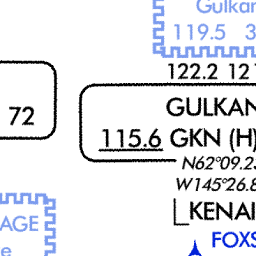 Gulkan
119.5 3
122.2 12
72
GULKAN
115.6 GKN (H)
N62°09.2
W145°26.8
KENAI
AGE
FOXS
e